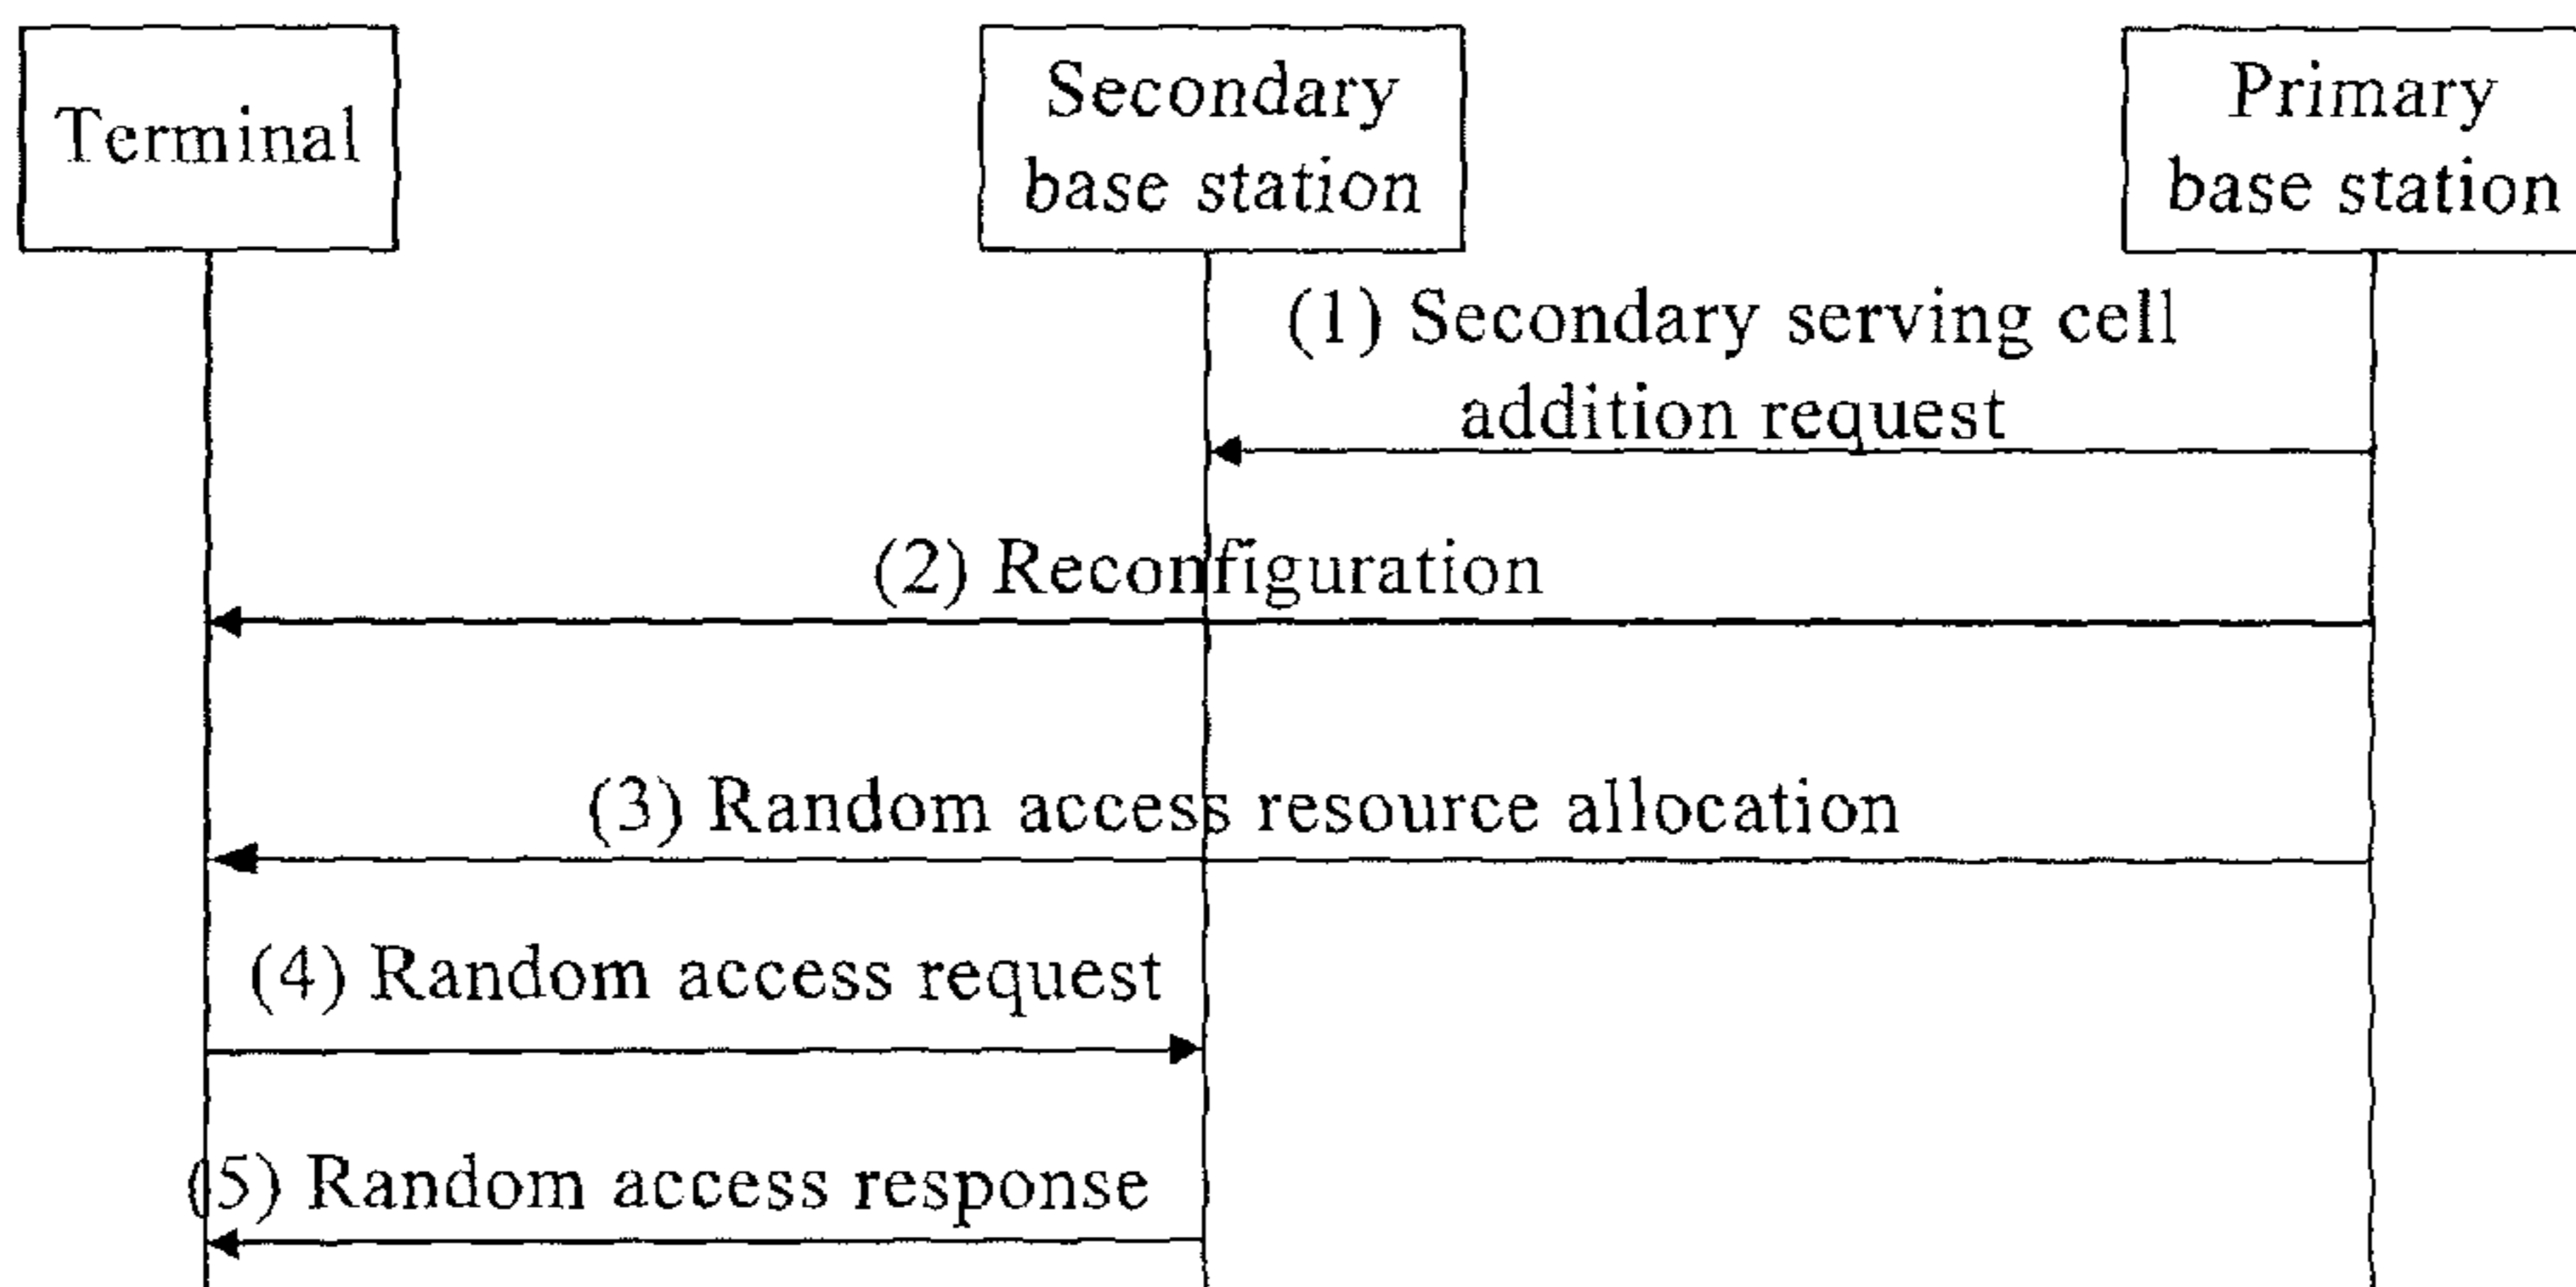 Terminal
Secondary
base station
Primary
base station
(1) Secondary serving cell
addition request
(2) Reconfiguration
(3) Random access resource allocation
(4) Random access request
(5) Random access response